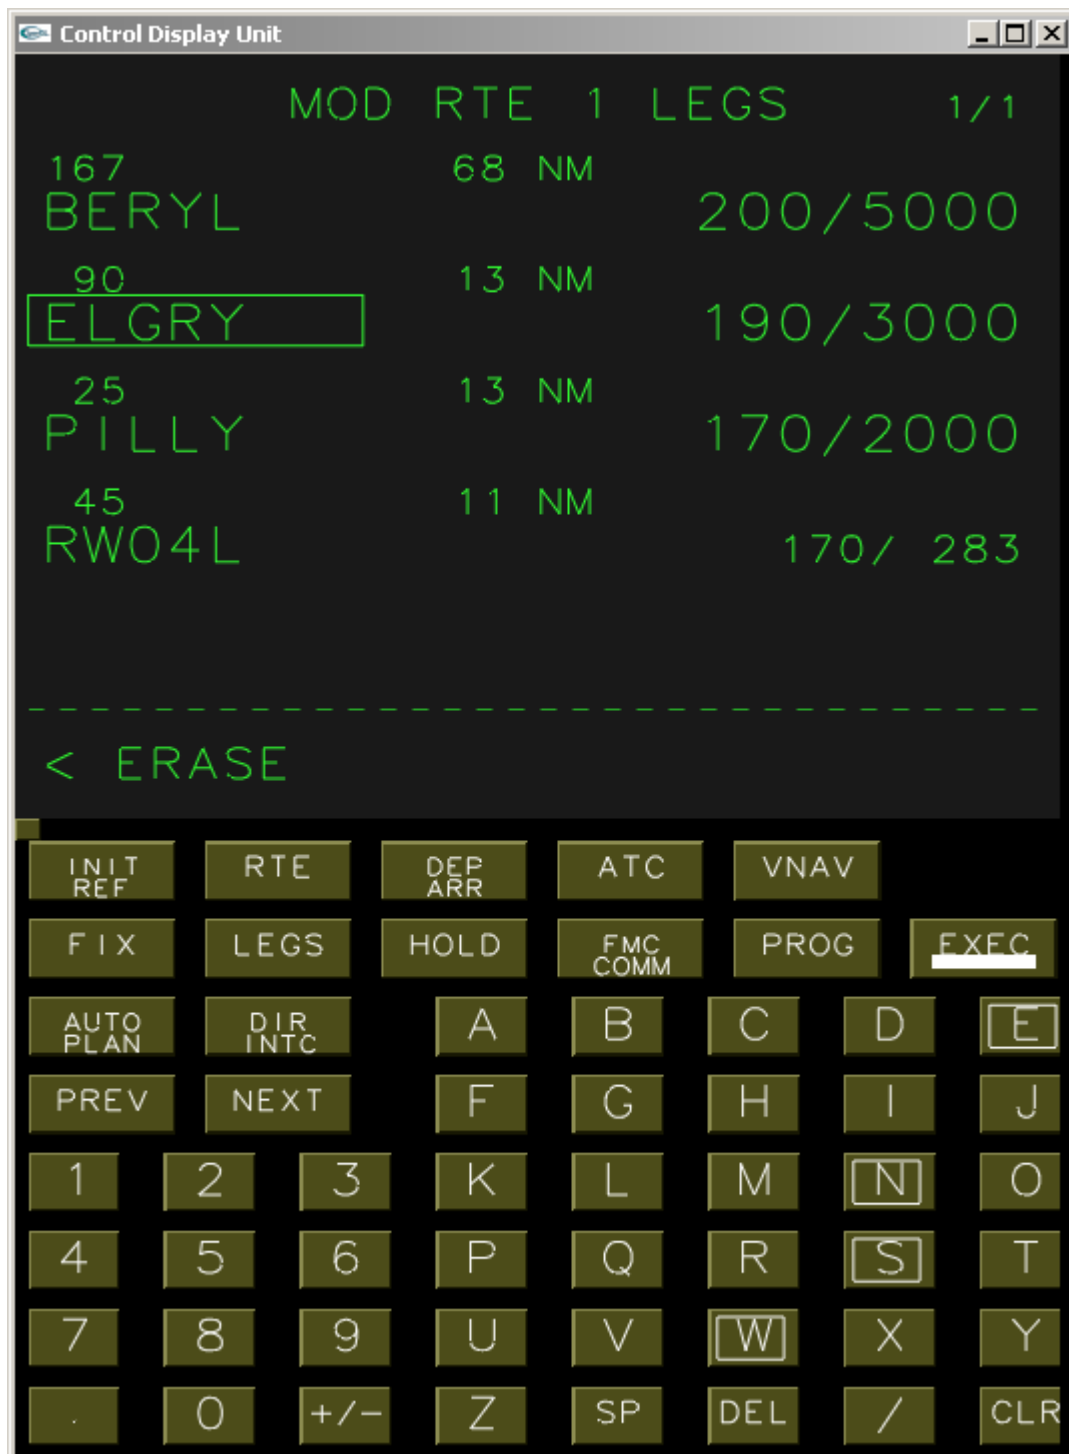 Control Display Unit
MOD RTE 1 LEGS 1/1
167 68 NM
BERYL 200/5000
90 13 NM
ELGRY 190/3000
25 13 NM
PILLY 170/2000
45 11 NM
RW04L 170/ 283
< ERASE
INIT REF RTE DEP ARR ATC VNAV
FIX LEGS HOLD FMC COMM PROG EXEC
AUTO PLAN DIR INTC A B C D E
PREV NEXT F G H I J
1 2 3 K L M N O
4 5 6 P Q R S T
7 8 9 U V W X Y
. 0 +/- Z SP DEL / CLR